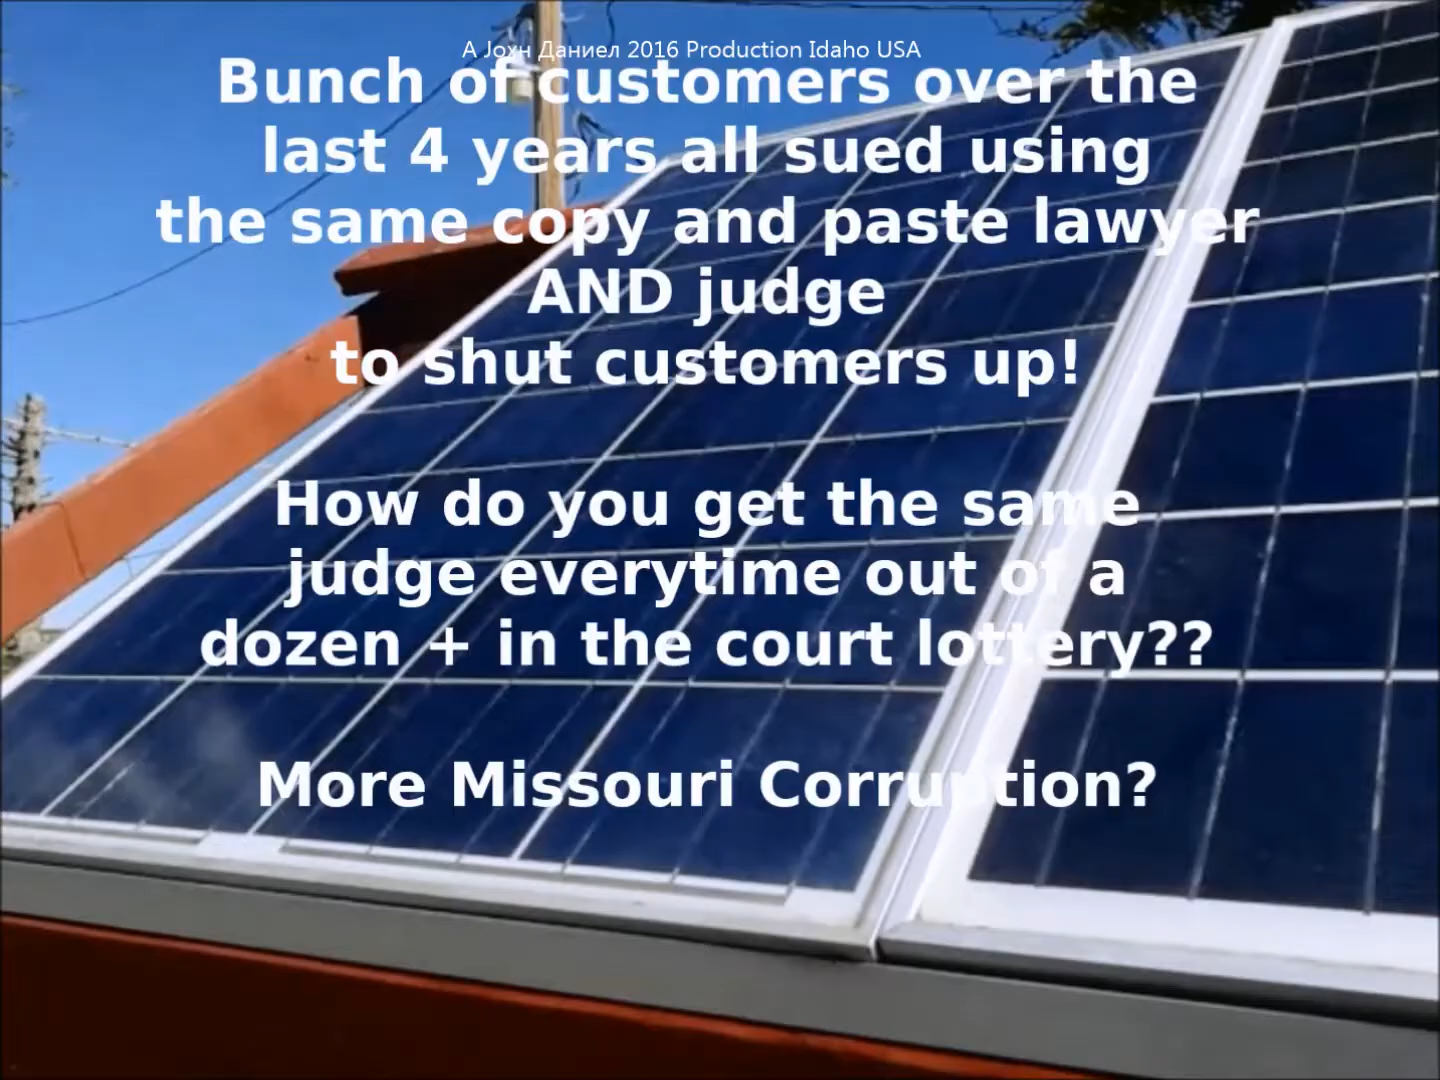 A Јохн Даниел 2016 Production Idaho USA
Bunch of customers over the
last 4 years all sued using
the same copy and paste lawyer
AND judge
to shut customers up!
How do you get the same
judge everytime out of a
dozen + in the court lottery??
More Missouri Corruption?